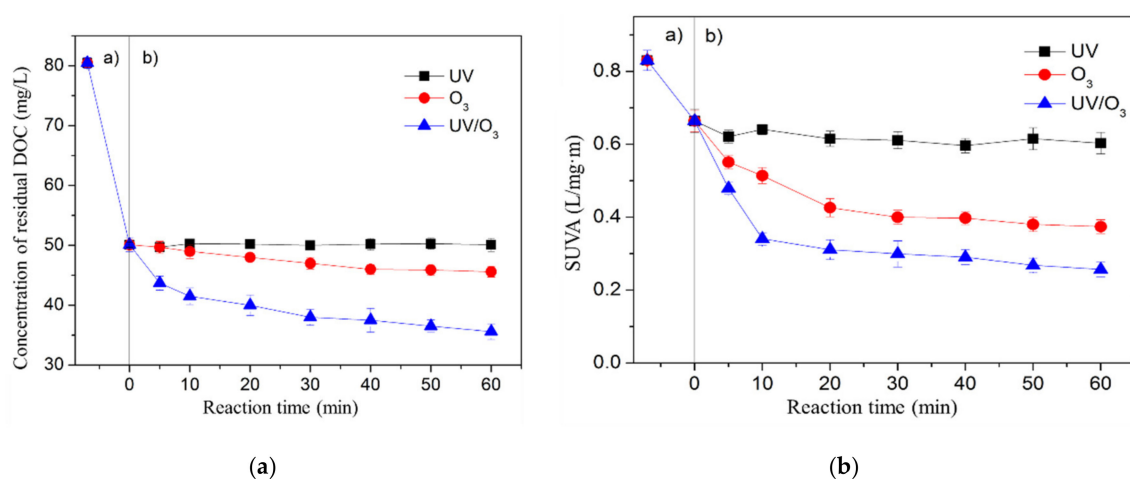 a) b)
UV
O₃
UV/O₃
80
70
60
50
40
30
0 10 20 30 40 50 60
Concentration of residual DOC (mg/L)
Reaction time (min)
(a)
a) b)
UV
O₃
UV/O₃
0.8
0.6
0.4
0.2
0.0
0 10 20 30 40 50 60
SUVA (L/mg·m)
Reaction time (min)
(b)